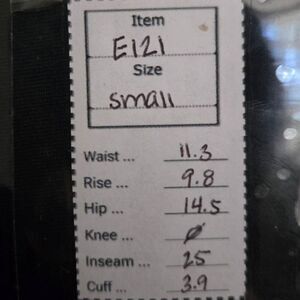 Item
E121
Size
small
Waist ... 11.3
Rise ... 9.8
Hip ... 14.5
Knee ... Ø
Inseam ... 25
Cuff ... 3.9